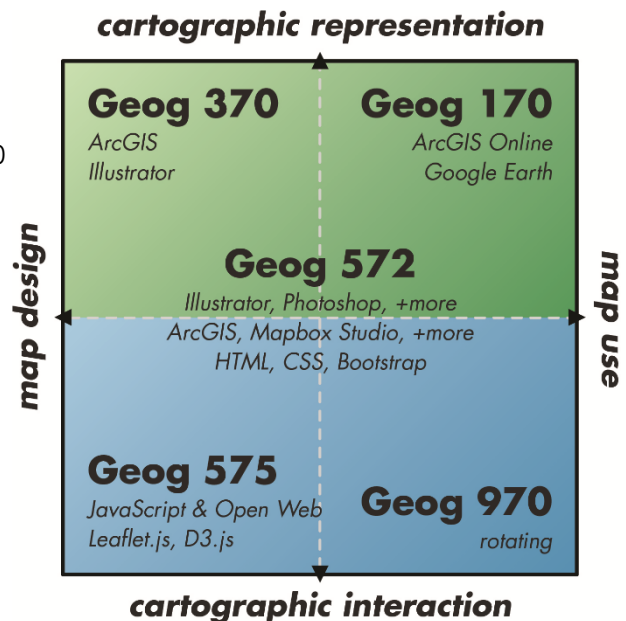 cartographic representation
Geog 370
ArcGIS
Illustrator
Geog 170
ArcGIS Online
Google Earth
0
map design
map use
Geog 572
Illustrator, Photoshop, +more
ArcGIS, Mapbox Studio, +more
HTML, CSS, Bootstrap
Geog 575
JavaScript & Open Web
Leaflet.js, D3.js
Geog 970
rotating
cartographic interaction